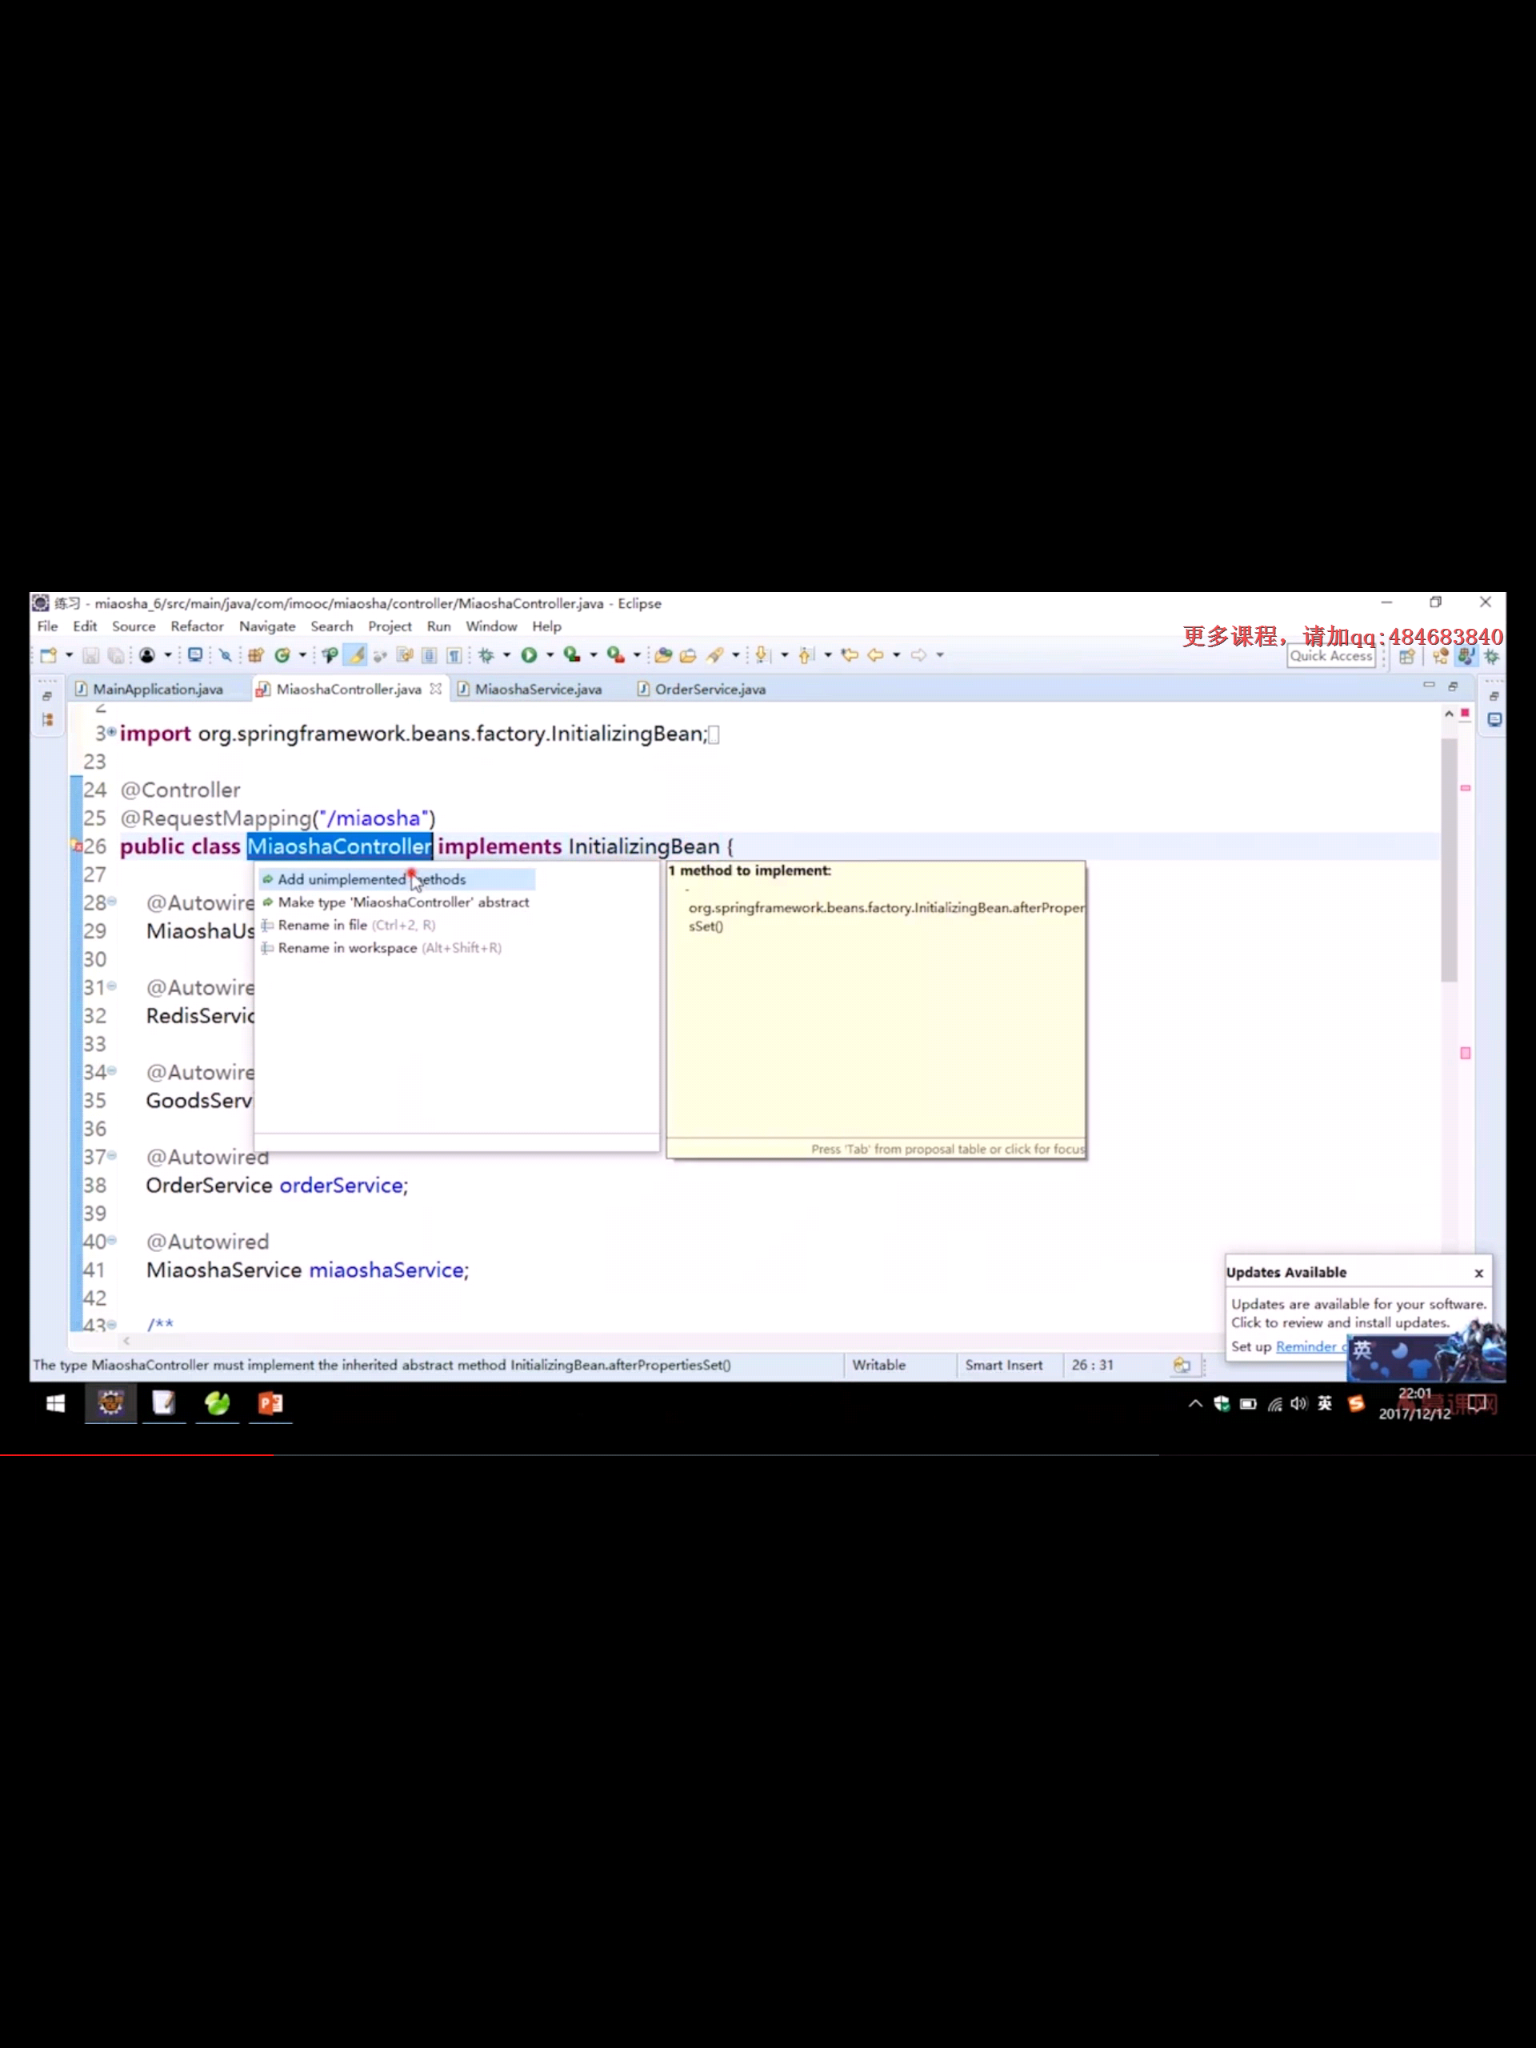 练习 - miaosha_6/src/main/java/com/imooc/miaosha/controller/MiaoshaController.java - Eclipse
File Edit Source Refactor Navigate Search Project Run Window Help
更多课程，请加qq:484683840
Quick Access
MainApplication.java MiaoshaController.java MiaoshaService.java OrderService.java
2
3 import org.springframework.beans.factory.InitializingBean;
23
24 @Controller
25 @RequestMapping("/miaosha")
26 public class MiaoshaController implements InitializingBean {
27
28 @Autowire
29 MiaoshaUs
30
31 @Autowire
32 RedisServic
33
34 @Autowire
35 GoodsServ
36
37 @Autowired
38 OrderService orderService;
39
40 @Autowired
41 MiaoshaService miaoshaService;
42
43 /**
Add unimplemented methods
Make type 'MiaoshaController' abstract
Rename in file (Ctrl+2, R)
Rename in workspace (Alt+Shift+R)
1 method to implement:
-
org.springframework.beans.factory.InitializingBean.afterProper
sSet()
Press 'Tab' from proposal table or click for focus
Updates Available x
Updates are available for your software.
Click to review and install updates.
Set up Reminder
英
The type MiaoshaController must implement the inherited abstract method InitializingBean.afterPropertiesSet() Writable Smart Insert 26 : 31
英 22:01
2017/12/12
慕课网